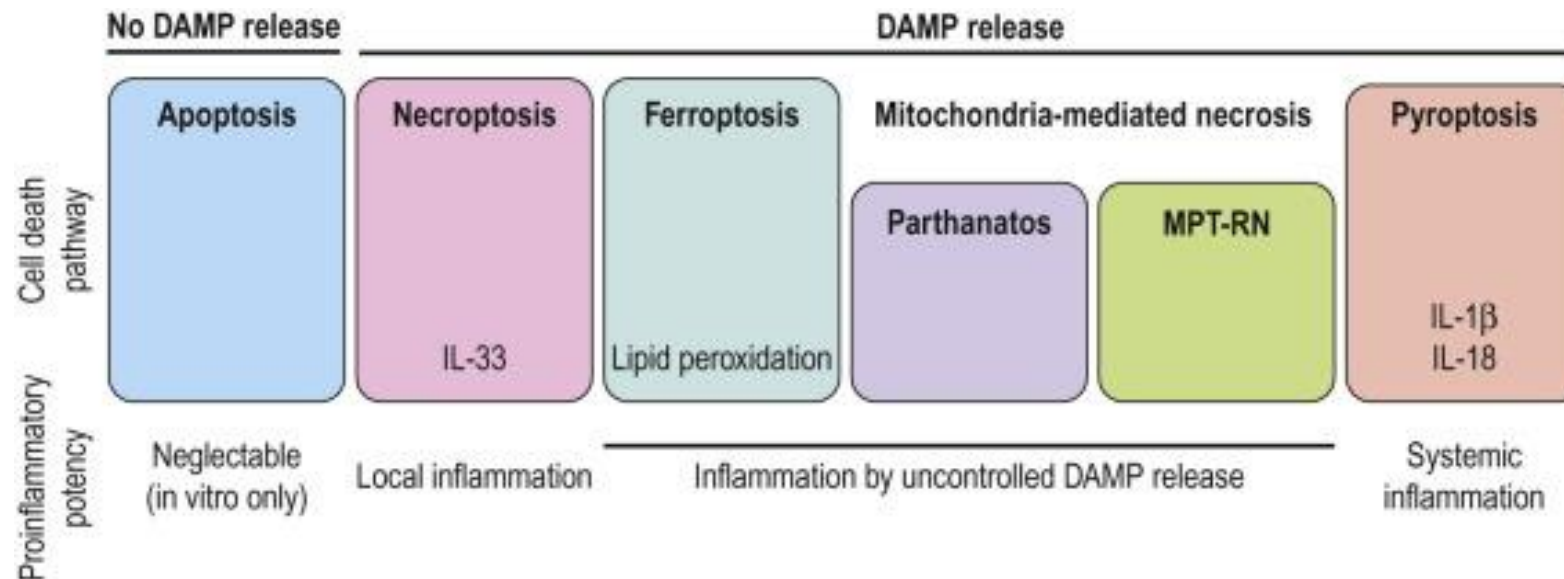 No DAMP release
DAMP release
Cell death
pathway
Apoptosis
Necroptosis
IL-33
Ferroptosis
Lipid peroxidation
Mitochondria-mediated necrosis
Parthanatos
MPT-RN
Pyroptosis
IL-1β
IL-18
Proinflammatory
potency
Neglectable
(in vitro only)
Local inflammation
Inflammation by uncontrolled DAMP release
Systemic
inflammation